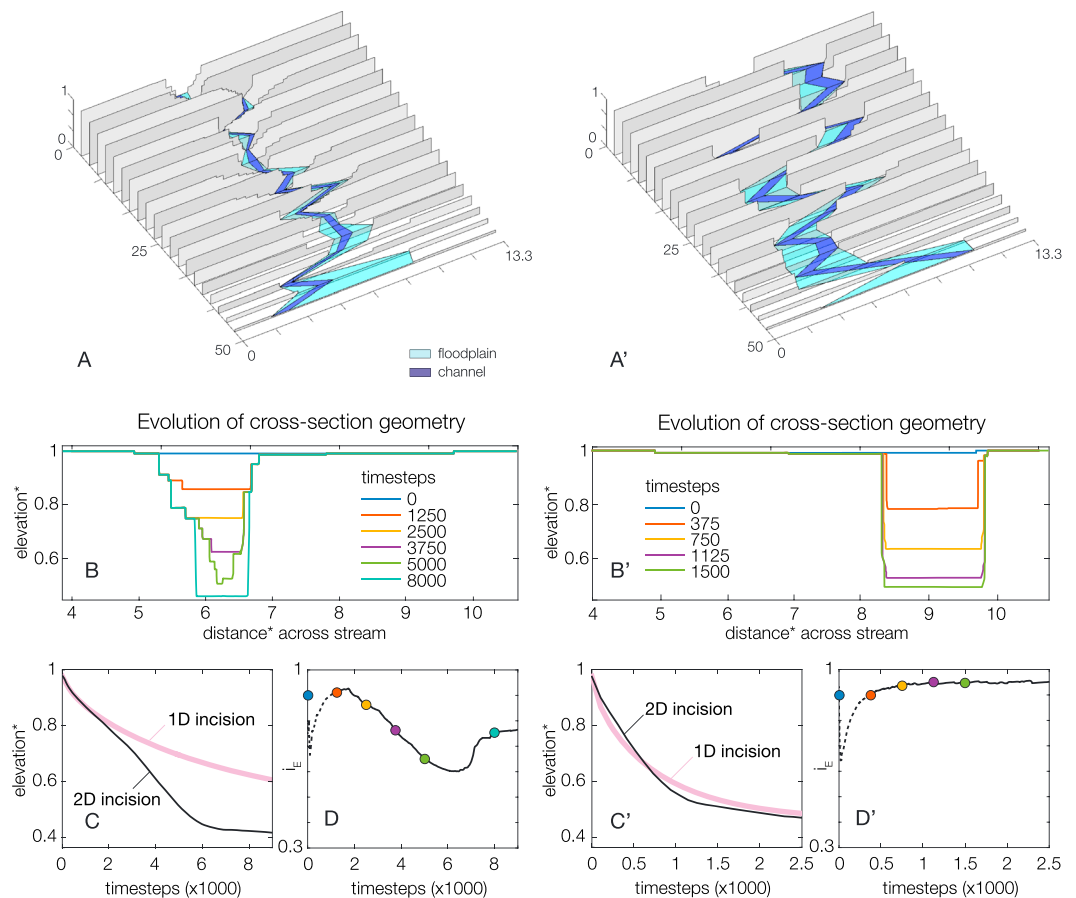 1
0
0
25
50
0
13.3
A
floodplain
channel
1
0
0
25
50
0
13.3
A'
Evolution of cross-section geometry
1
0.8
0.6
elevation*
timesteps
0
1250
2500
3750
5000
8000
B
4
5
6
7
8
9
10
distance* across stream
Evolution of cross-section geometry
1
0.8
0.6
elevation*
timesteps
0
375
750
1125
1500
B'
4
5
6
7
8
9
10
distance* across stream
1
0.8
0.6
0.4
elevation*
1D incision
2D incision
C
0
2
4
6
8
timesteps (x1000)
1
0.3
i_E
D
0
2
4
6
8
timesteps (x1000)
1
0.8
0.6
0.4
elevation*
2D incision
1D incision
C'
0
0.5
1.0
1.5
2.0
2.5
timesteps (x1000)
1
0.3
i_E
D'
0
0.5
1
1.5
2
2.5
timesteps (x1000)